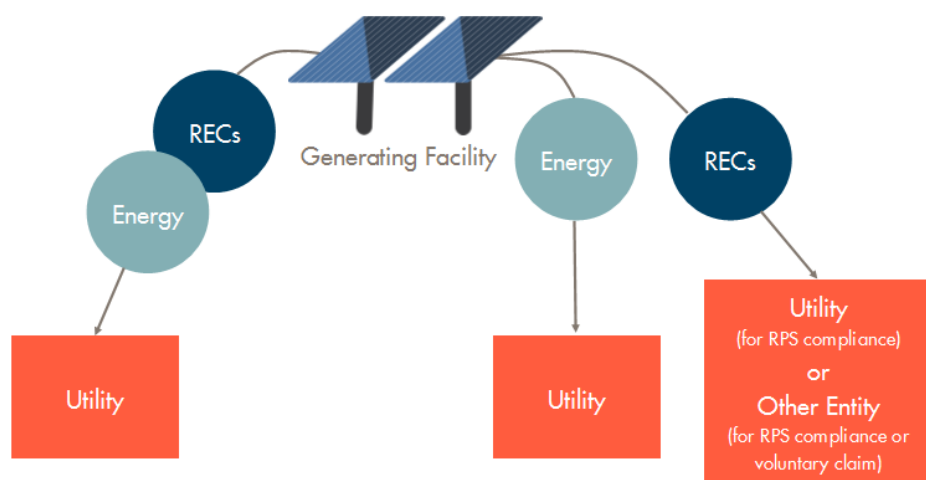 RECs
Energy
Utility
Generating Facility
Energy
Utility
RECs
Utility
(for RPS compliance)
or
Other Entity
(for RPS compliance or
voluntary claim)